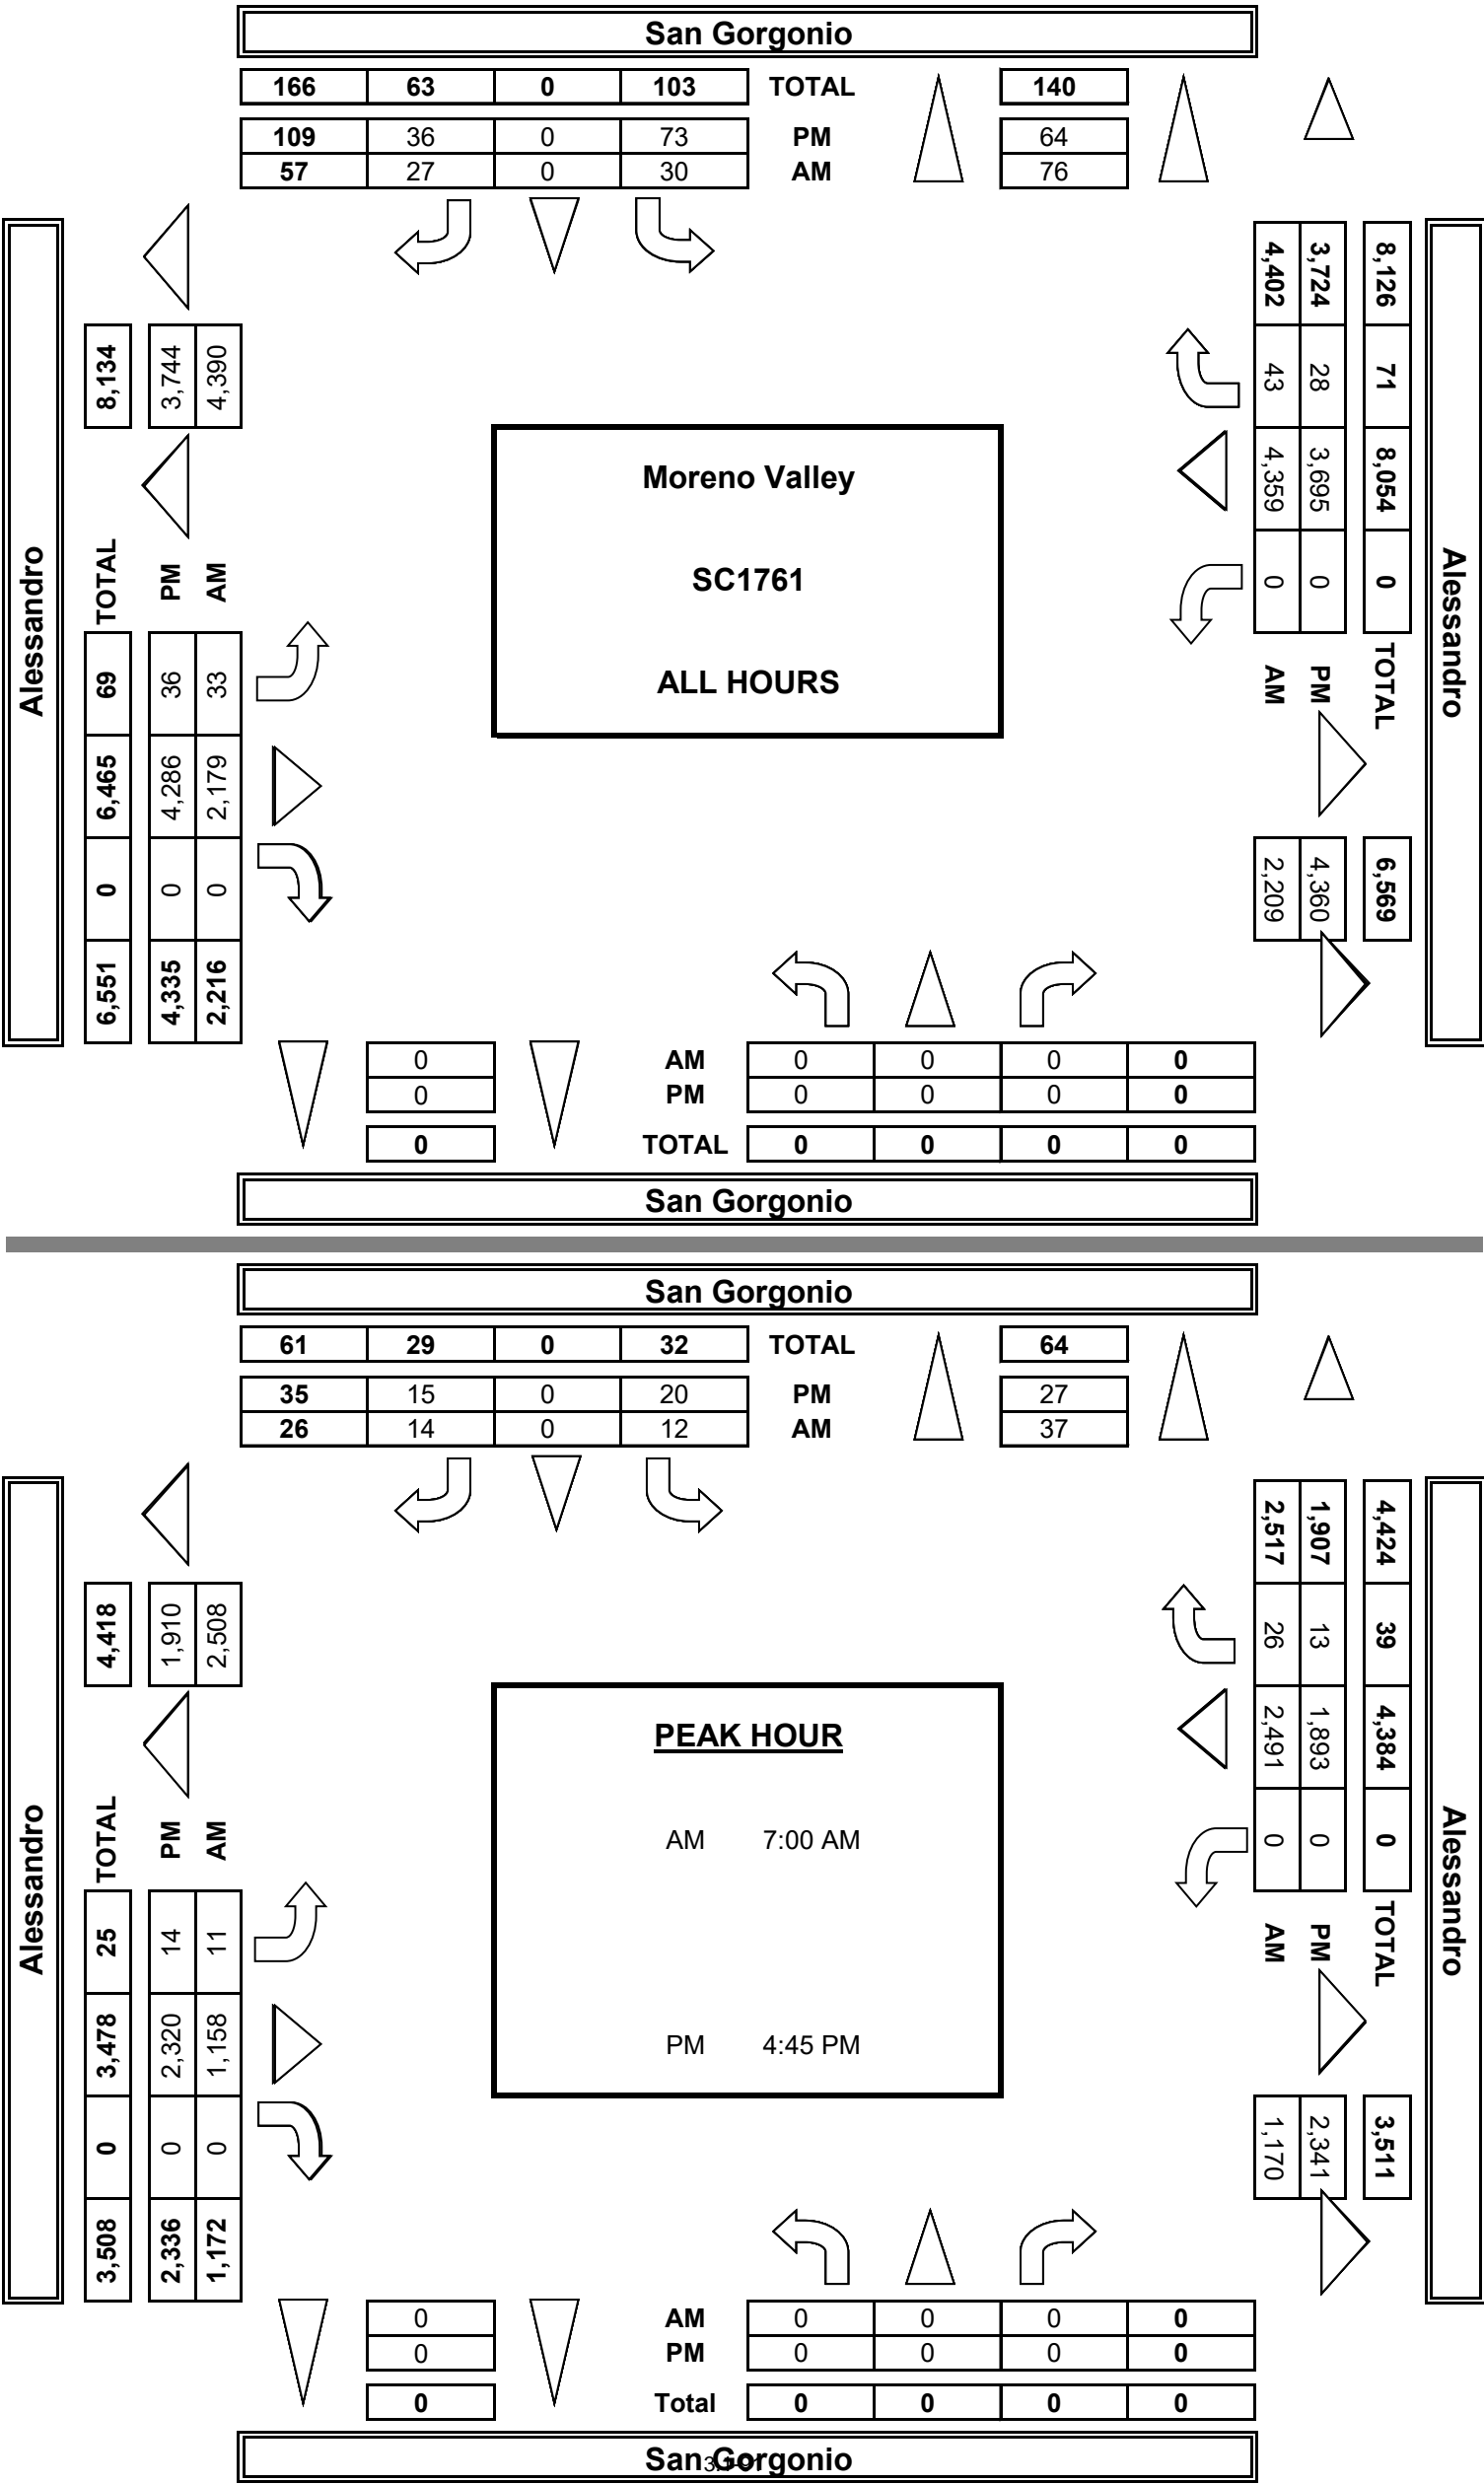 San Gorgonio
166 63 0 103 TOTAL 140
109 36 0 73 PM 64
57 27 0 30 AM 76
Alessandro
8,134
3,744
4,390
TOTAL 69 6,465 0 6,551
PM 36 4,286 0 4,335
AM 33 2,179 0 2,216
Moreno Valley
SC1761
ALL HOURS
8,126 71 8,054 0 TOTAL
3,724 28 3,695 0 PM
4,402 43 4,359 0 AM
6,569
4,360
2,209
Alessandro
0 AM 0 0 0 0
0 PM 0 0 0 0
0 TOTAL 0 0 0 0
San Gorgonio
San Gorgonio
61 29 0 32 TOTAL 64
35 15 0 20 PM 27
26 14 0 12 AM 37
Alessandro
4,418
1,910
2,508
TOTAL 25 3,478 0 3,508
PM 14 2,320 0 2,336
AM 11 1,158 0 1,172
PEAK HOUR
AM 7:00 AM
PM 4:45 PM
4,424 39 4,384 0 TOTAL
1,907 13 1,893 0 PM
2,517 26 2,491 0 AM
3,511
2,341
1,170
Alessandro
0 AM 0 0 0 0
0 PM 0 0 0 0
0 Total 0 0 0 0
San Gorgonio